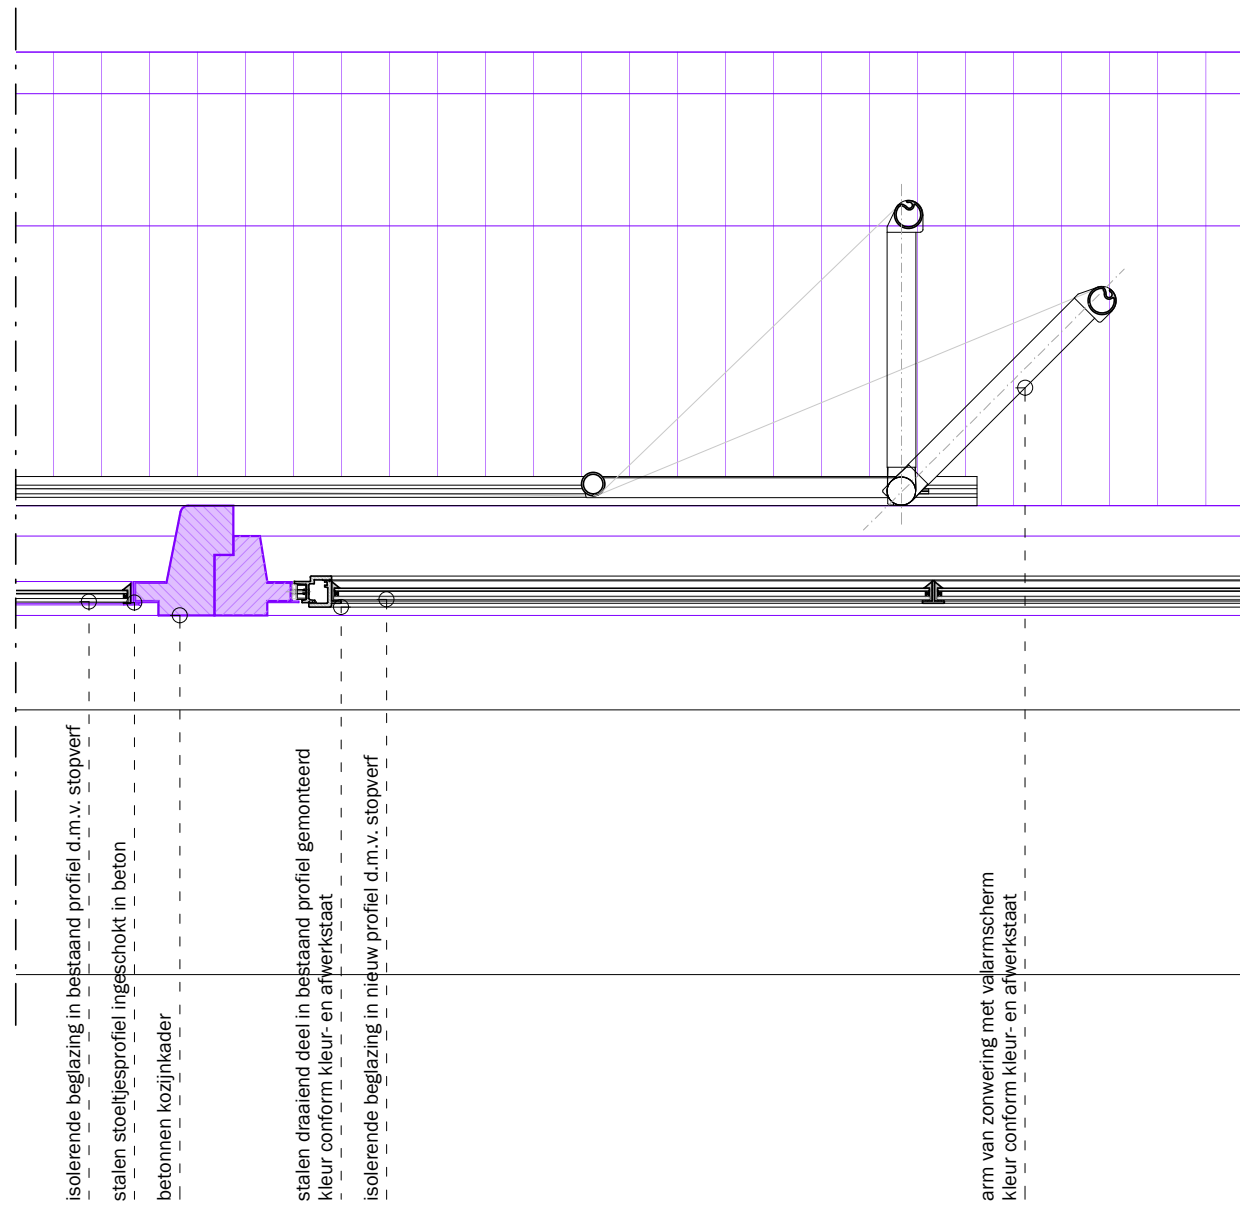 isolerende beglazing in bestaand profiel d.m.v. stopverf
stalen stoeltjesprofiel ingeschokt in beton
betonnen kozijnkader
stalen draaiend deel in bestaand profiel gemonteerd
kleur conform kleur- en afwerkstaat
isolerende beglazing in nieuw profiel d.m.v. stopverf
arm van zonwering met valarmscherm
kleur conform kleur- en afwerkstaat